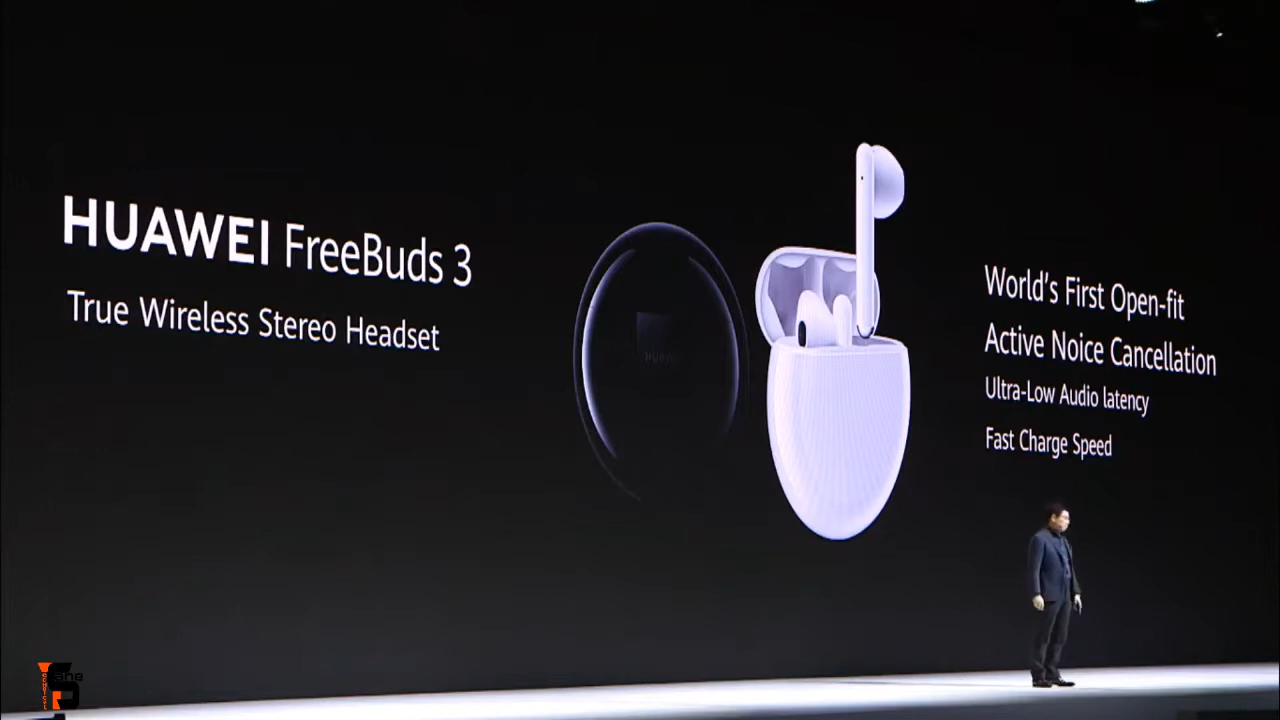 HUAWEI FreeBuds 3
True Wireless Stereo Headset
HUAWEI
World's First Open-fit
Active Noice Cancellation
Ultra-Low Audio latency
Fast Charge Speed